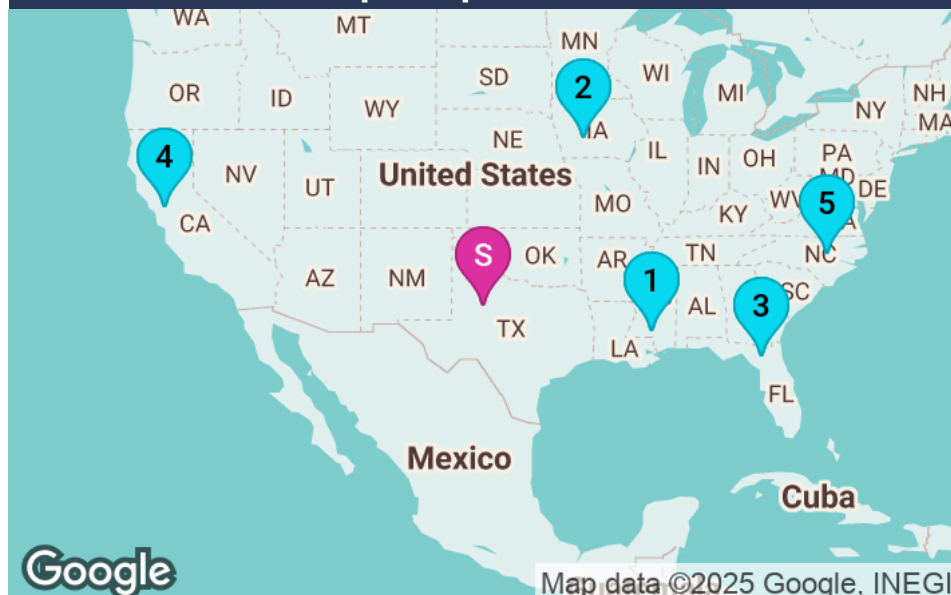 WA
MT
MN
OR
ID
WY
SD
WI
MI
NY
NH
MA
2
IA
NE
IL
IN
OH
PA
MD
DE
4
NV
UT
United States
MO
KY
WV
5
CA
AZ
NM
S
OK
AR
TN
NC
TX
1
AL
3
SC
LA
FL
Mexico
Cuba
Google
Map data ©2025 Google, INEGI